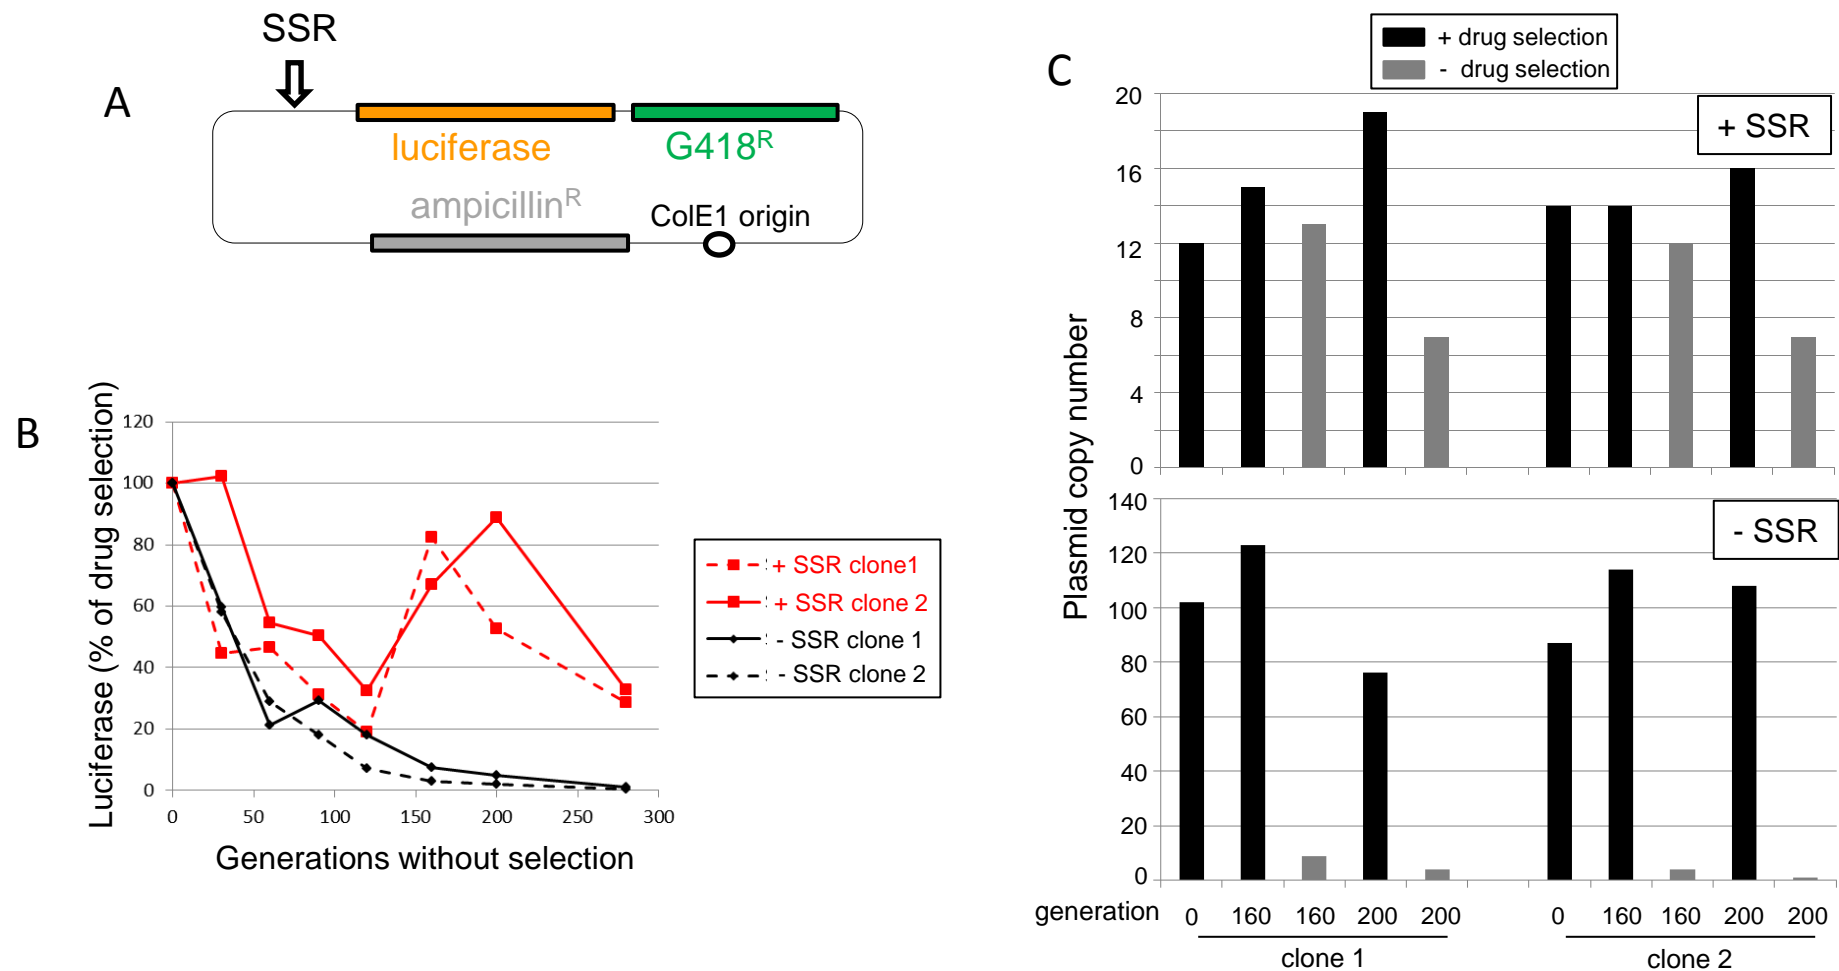 A
SSR
luciferase
G418R
ampicillinR
ColE1 origin
B
Luciferase (% of drug selection)
120
100
80
60
40
20
0
0 50 100 150 200 250 300
Generations without selection
+ SSR clone1
+ SSR clone 2
- SSR clone 1
- SSR clone 2
C
+ drug selection
- drug selection
Plasmid copy number
+ SSR
20
16
12
8
4
0
- SSR
140
120
100
80
60
40
20
0
generation 0 160 160 200 200 0 160 160 200 200
clone 1 clone 2